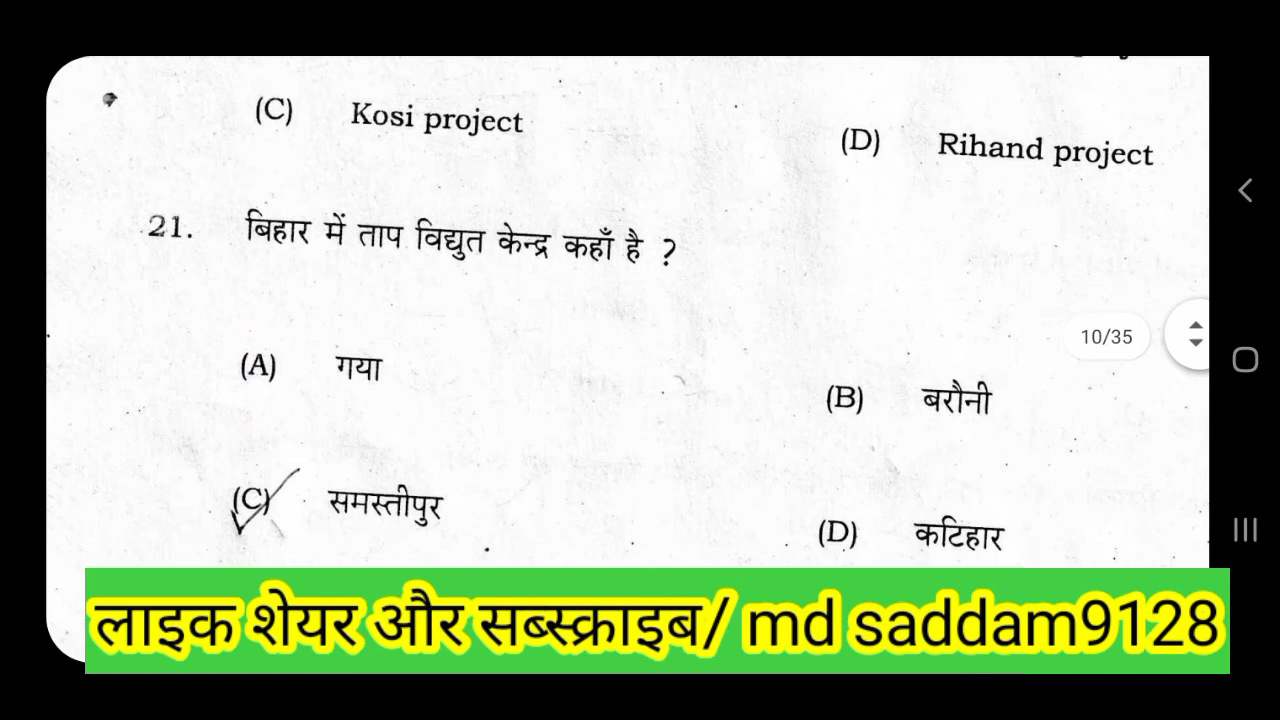 (C) Kosi project
(D) Rihand project
21. बिहार में ताप विद्युत केन्द्र कहाँ है ?
10/35
(A) गया
(B) बरौनी
(C) समस्तीपुर
(D) कटिहार
लाइक शेयर और सब्स्क्राइब/ md saddam9128